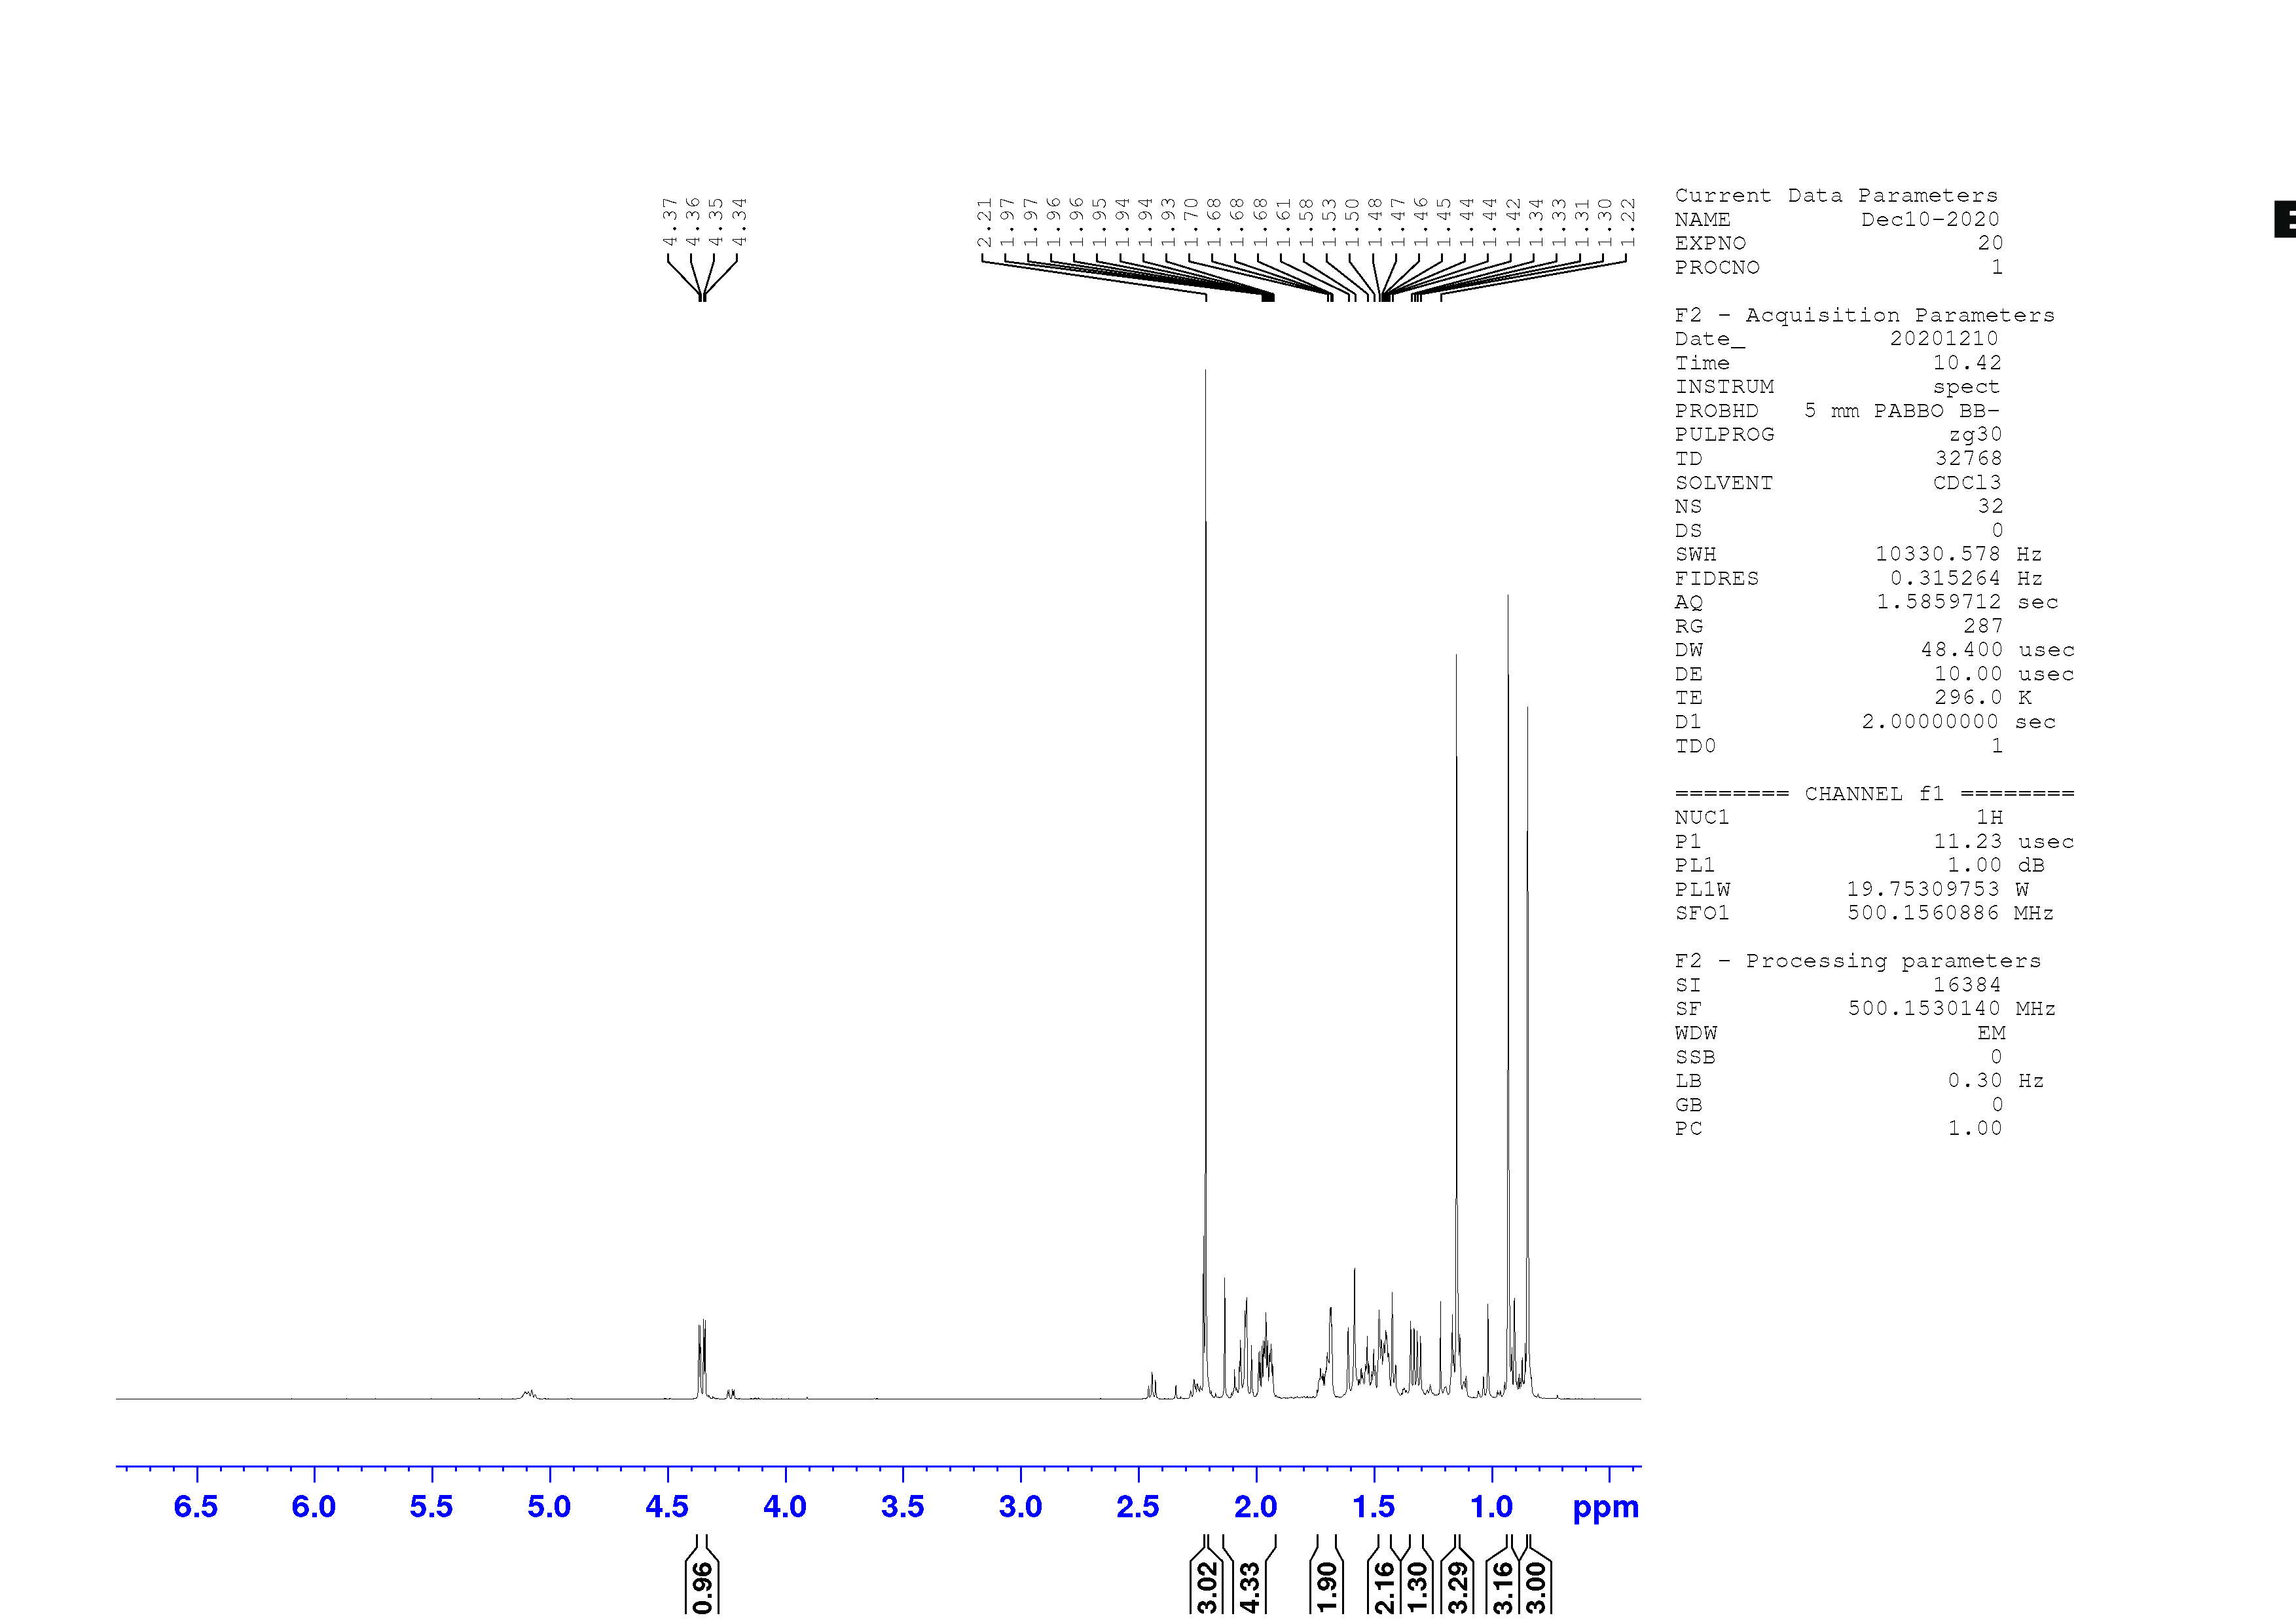 4.37
4.36
4.35
4.34
2.21
1.97
1.97
1.96
1.96
1.95
1.94
1.94
1.93
1.70
1.68
1.68
1.68
1.61
1.58
1.53
1.50
1.48
1.47
1.46
1.45
1.44
1.44
1.42
1.34
1.33
1.31
1.30
1.22
Current Data Parameters
NAME Dec10-2020
EXPNO 20
PROCNO 1
F2 - Acquisition Parameters
Date_ 20201210
Time 10.42
INSTRUM spect
PROBHD 5 mm PABBO BB-
PULPROG zg30
TD 32768
SOLVENT CDCl3
NS 32
DS 0
SWH 10330.578 Hz
FIDRES 0.315264 Hz
AQ 1.5859712 sec
RG 287
DW 48.400 usec
DE 10.00 usec
TE 296.0 K
D1 2.00000000 sec
TD0 1
======== CHANNEL f1 ========
NUC1 1H
P1 11.23 usec
PL1 1.00 dB
PL1W 19.75309753 W
SFO1 500.1560886 MHz
F2 - Processing parameters
SI 16384
SF 500.1530140 MHz
WDW EM
SSB 0
LB 0.30 Hz
GB 0
PC 1.00
6.5 6.0 5.5 5.0 4.5 4.0 3.5 3.0 2.5 2.0 1.5 1.0 ppm
0.96
3.02
4.33
1.90
2.16
1.30
3.29
3.16
3.00